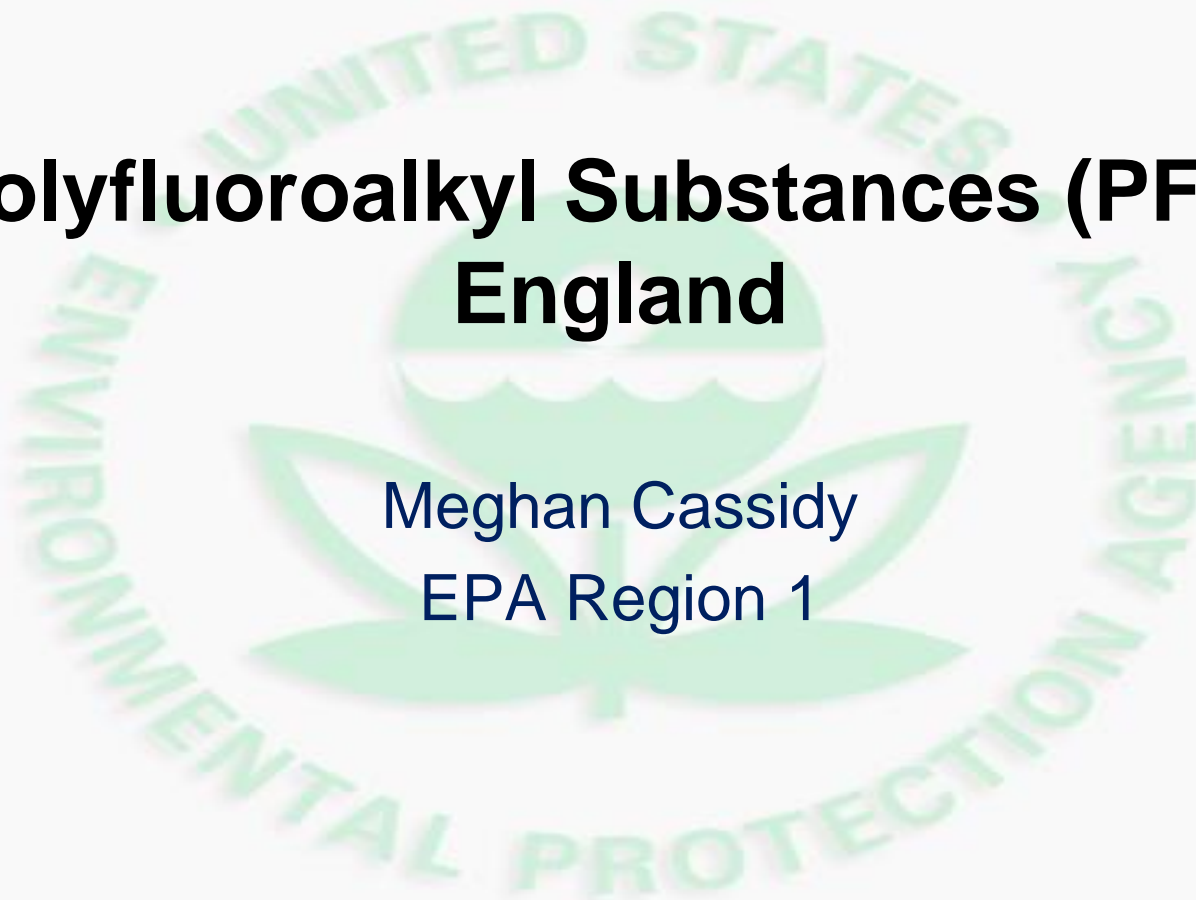 UNITED STATES
ENVIRONMENTAL PROTECTION AGENCY
olyfluoroalkyl Substances (PF
England
Meghan Cassidy
EPA Region 1